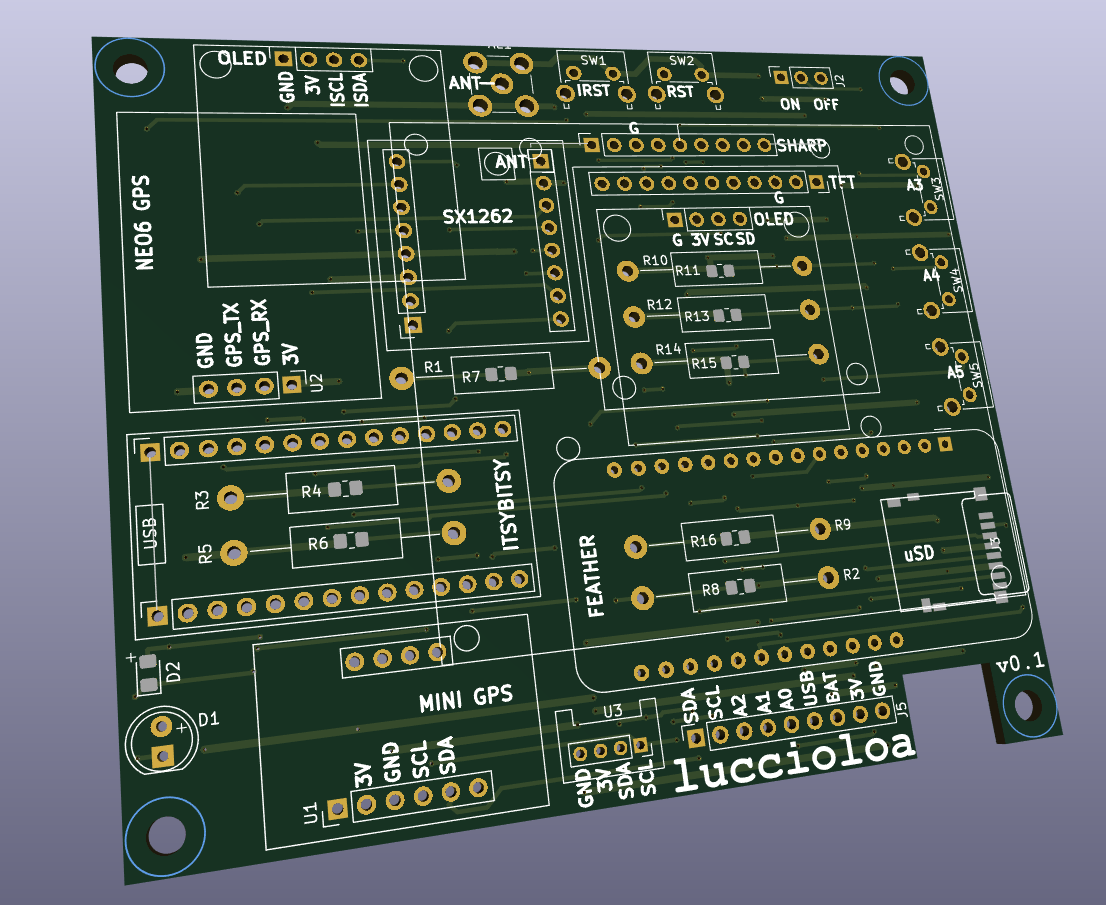 OLED
GND
3V
ISCL
ISDA
ANT
SW1
IRST
SW2
RST
J2
ON OFF
G
SHARP
NEO6 GPS
ANT
SX1262
TFT
G
OLED
G 3V SC SD
A3
SW3
R10
R11
A4
SW4
R12
R13
R14
R15
A5
SW5
GND
GPS_TX
GPS_RX
3V
U2
R1
R7
USB
R3
R4
R5
R6
ITSYBITSY
FEATHER
R16
R9
R8
R2
uSD
J3
+
D2
D1
+
MINI GPS
U1
3V
GND
SCL
SDA
U3
GND
3V
SDA
SCL
SDA
SCL
A2
A1
A0
USB
BAT
3V
GND
J5
v0.1
luccioloa